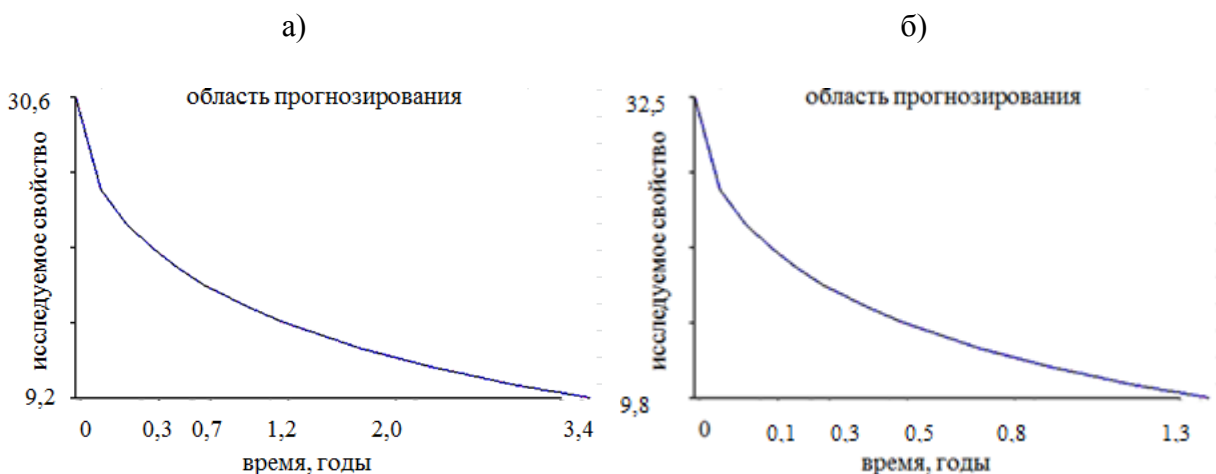 а)
б)
область прогнозирования
30,6
исследуемое свойство
9,2
0 0,3 0,7 1,2 2,0 3,4
время, годы
область прогнозирования
32,5
исследуемое свойство
9,8
0 0,1 0,3 0,5 0,8 1,3
время, годы